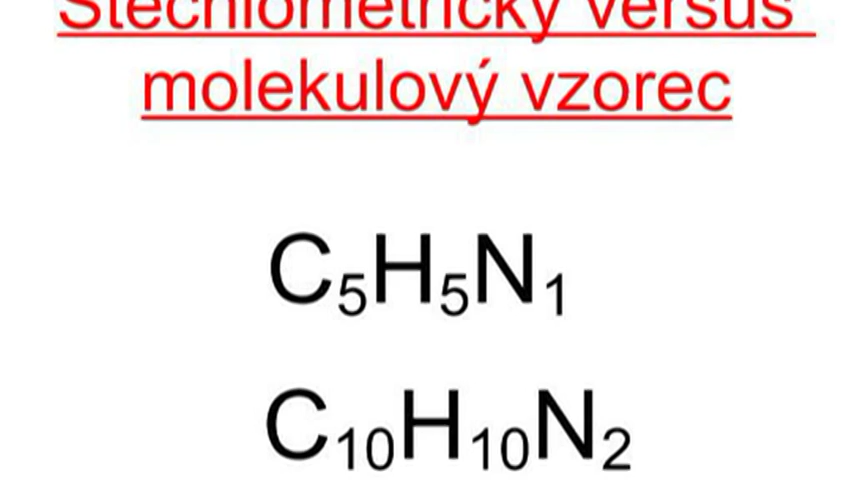 Stechiometrický versus
molekulový vzorec
C₅H₅N₁
C₁₀H₁₀N₂